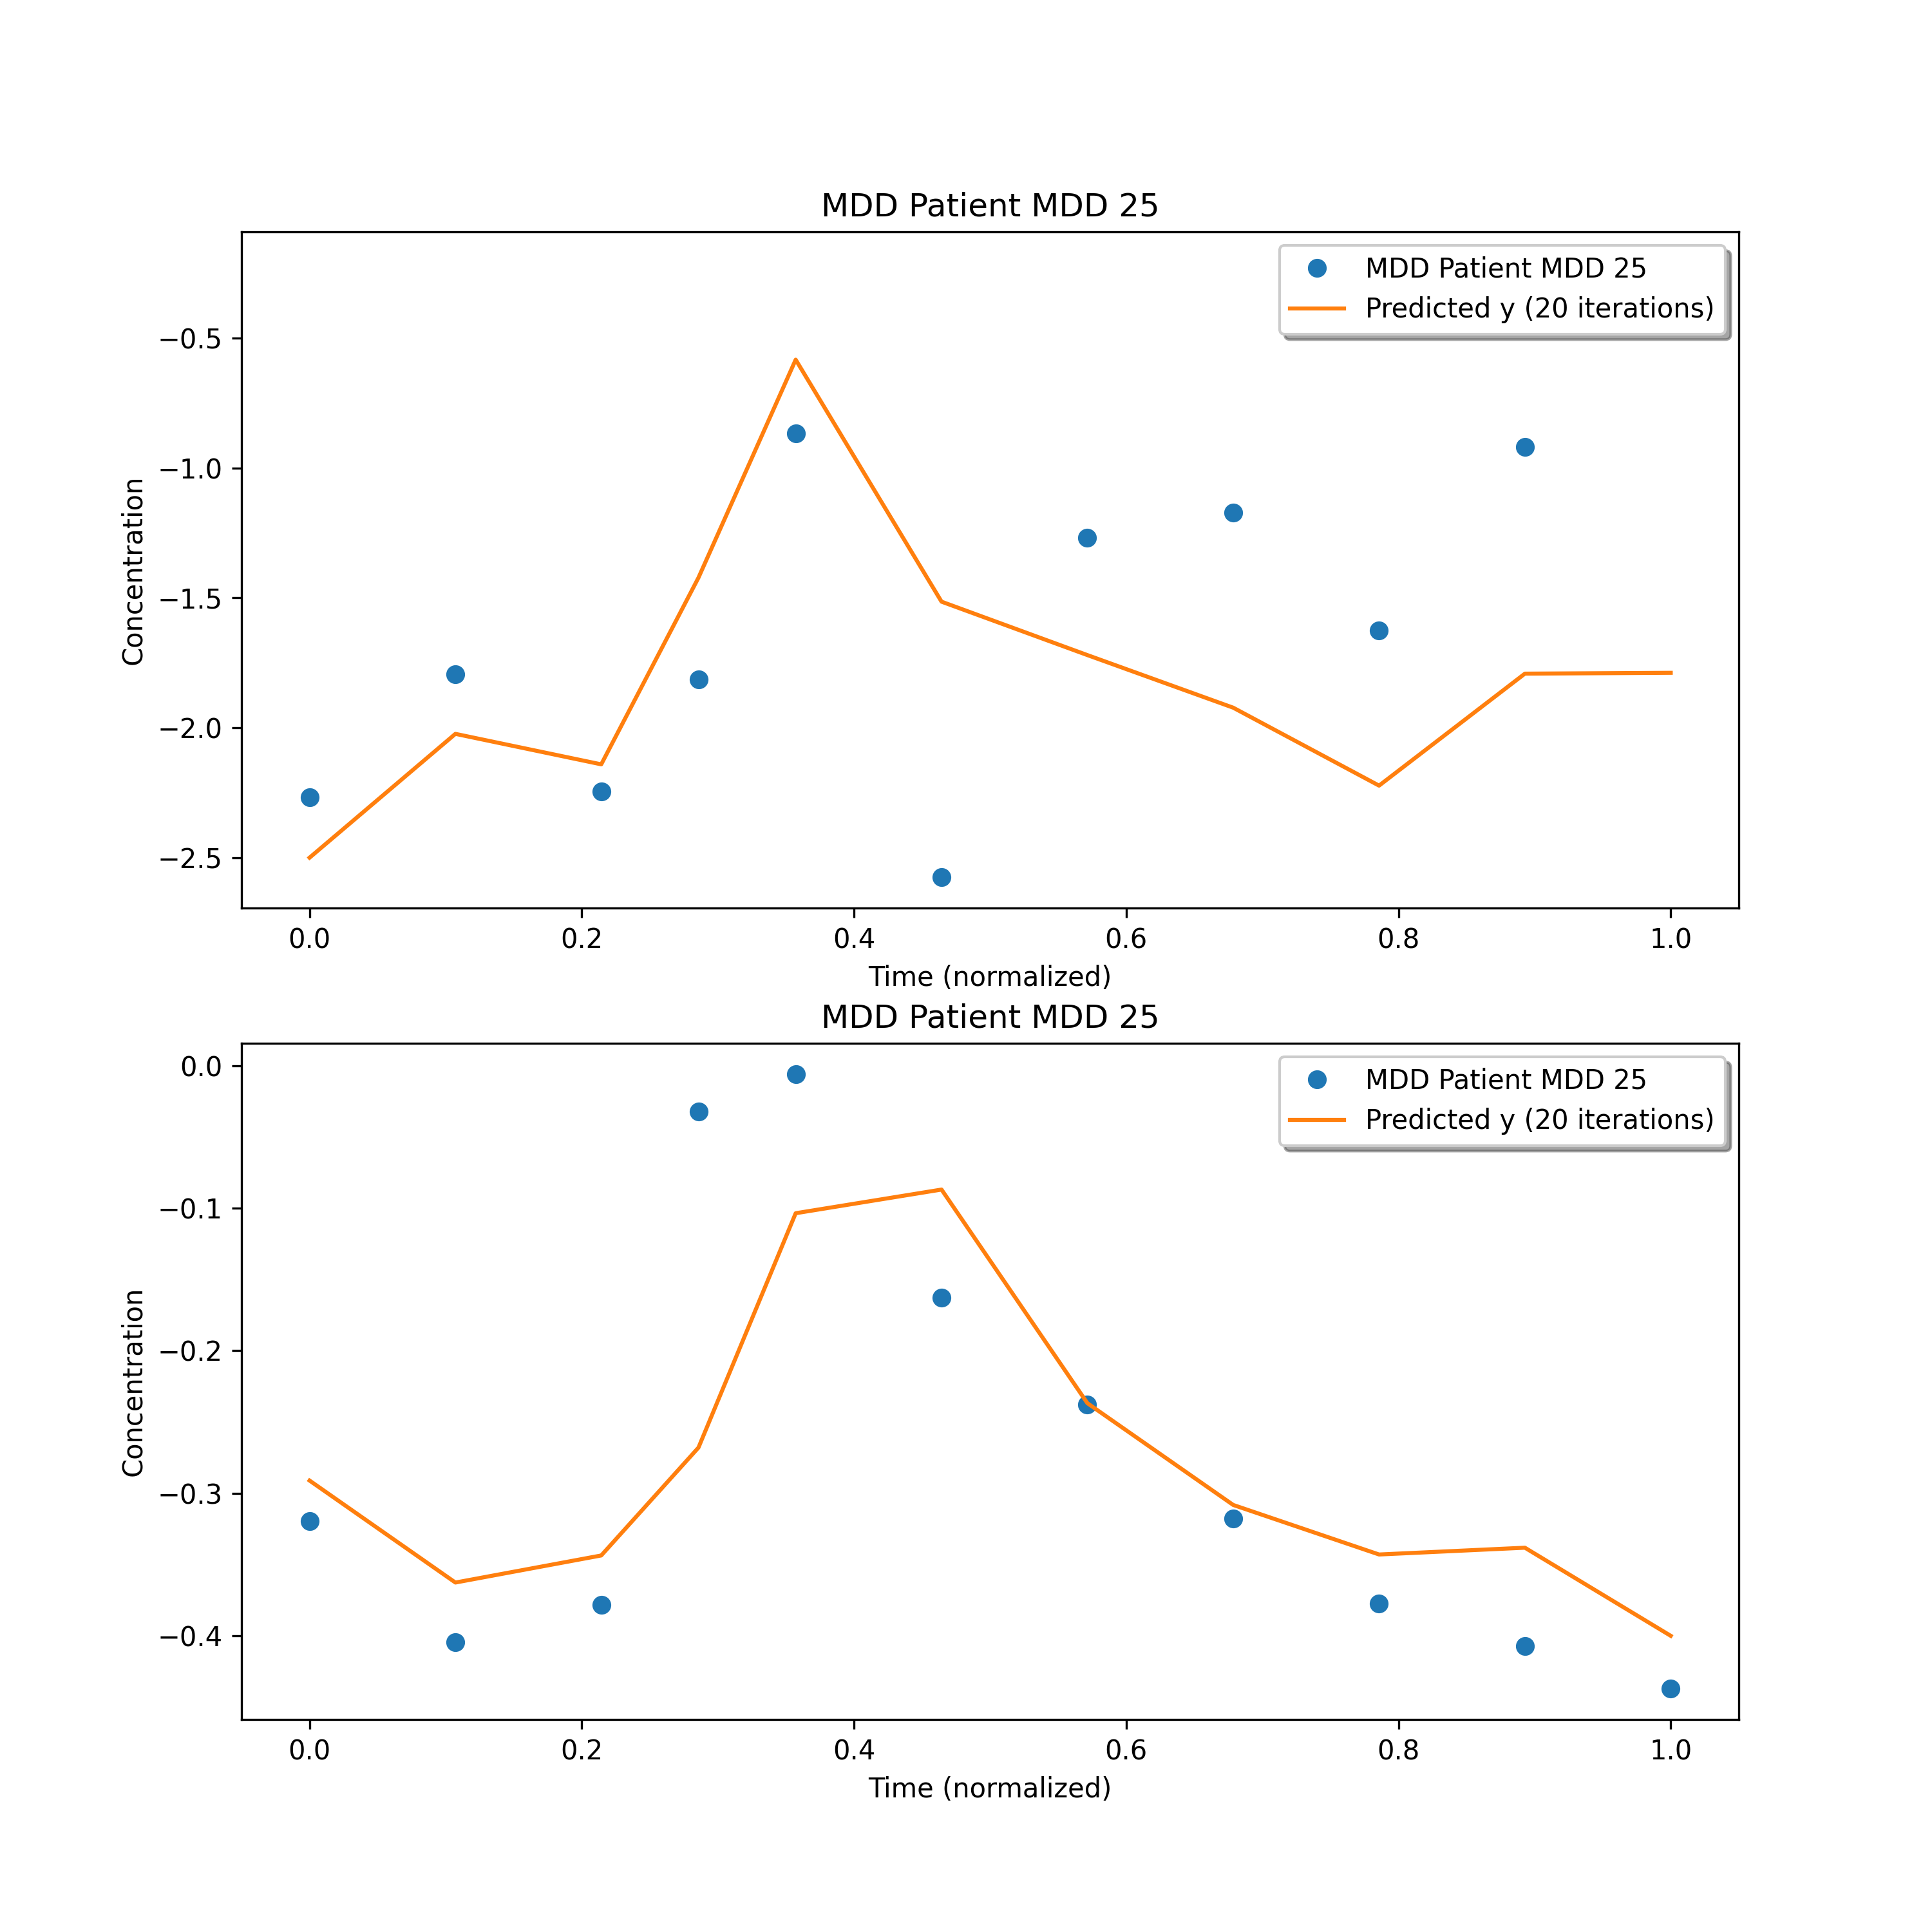 MDD Patient MDD 25
MDD Patient MDD 25
Predicted y (20 iterations)
−0.5
−1.0
−1.5
−2.0
−2.5
Concentration
0.0 0.2 0.4 0.6 0.8 1.0
Time (normalized)
MDD Patient MDD 25
MDD Patient MDD 25
Predicted y (20 iterations)
0.0
−0.1
−0.2
−0.3
−0.4
Concentration
0.0 0.2 0.4 0.6 0.8 1.0
Time (normalized)